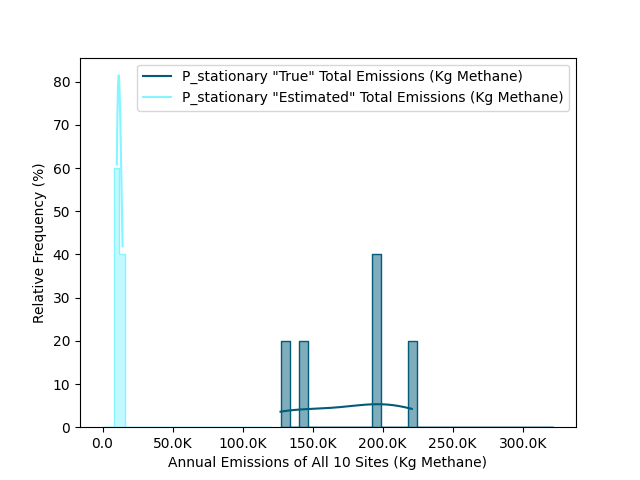 P_stationary "True" Total Emissions (Kg Methane)
P_stationary "Estimated" Total Emissions (Kg Methane)
Relative Frequency (%)
80
70
60
50
40
30
20
10
0
0.0 50.0K 100.0K 150.0K 200.0K 250.0K 300.0K
Annual Emissions of All 10 Sites (Kg Methane)